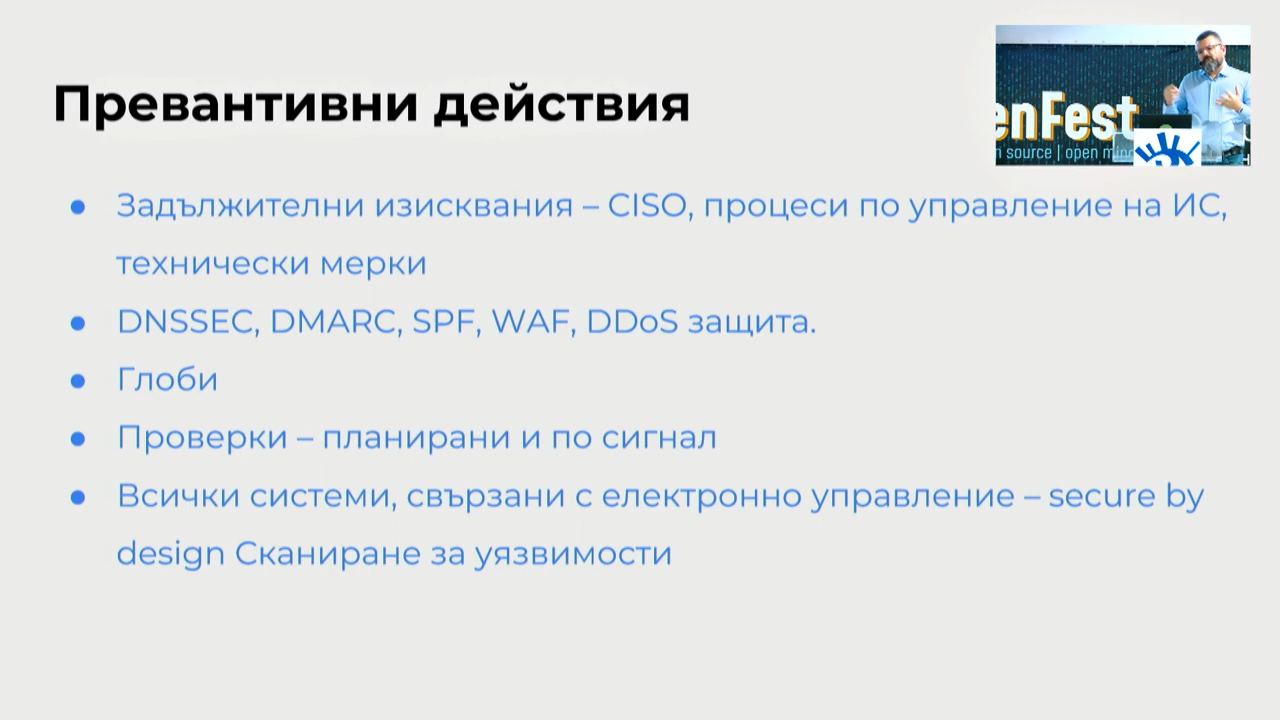 Превантивни действия
enFest
n source | open
Задължителни изисквания – CISO, процеси по управление на ИС,
технически мерки
DNSSEC, DMARC, SPF, WAF, DDoS защита.
Глоби
Проверки – планирани и по сигнал
Всички системи, свързани с електронно управление – secure by
design Сканиране за уязвимости